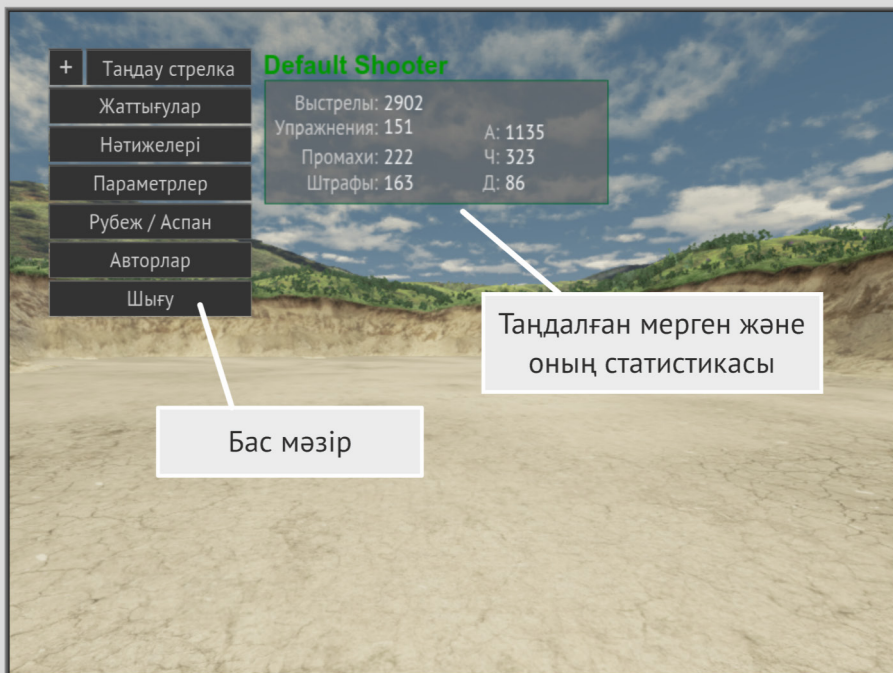 + Таңдау стрелка
Жаттығулар
Нәтижелері
Параметрлер
Рубеж / Аспан
Авторлар
Шығу
Default Shooter
Выстрелы: 2902
Упражнения: 151
Промахи: 222
Штрафы: 163
А: 1135
Ч: 323
Д: 86
Таңдалған мерген және
оның статистикасы
Бас мәзір